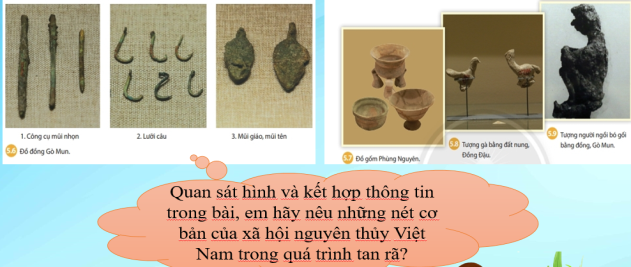 1. Công cụ mũi nhọn
2. Lưỡi câu
3. Mũi giáo, mũi tên
5.6 Đồ đồng Gò Mun.
5.7 Đồ gốm Phùng Nguyên.
5.8 Tượng gà bằng đất nung,
Đồng Đậu.
5.9 Tượng người ngồi bó gối
bằng đồng, Gò Mun.
Quan sát hình và kết hợp thông tin
trong bài, em hãy nêu những nét cơ
bản của xã hội nguyên thủy Việt
Nam trong quá trình tan rã?